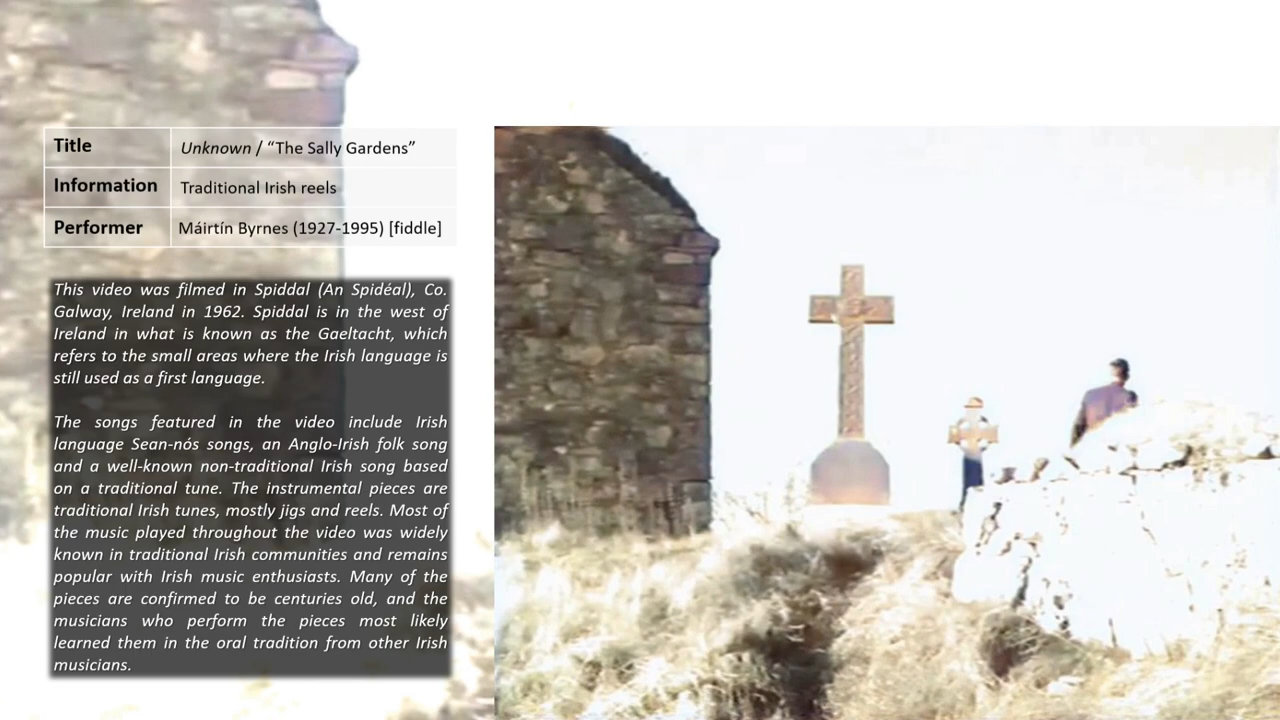 Title
Unknown / “The Sally Gardens”
Information
Traditional Irish reels
Performer
Máirtín Byrnes (1927-1995) [fiddle]
This video was filmed in Spiddal (An Spidéal), Co.
Galway, Ireland in 1962. Spiddal is in the west of
Ireland in what is known as the Gaeltacht, which
refers to the small areas where the Irish language is
still used as a first language.
The songs featured in the video include Irish
language Sean-nós songs, an Anglo-Irish folk song
and a well-known non-traditional Irish song based
on a traditional tune. The instrumental pieces are
traditional Irish tunes, mostly jigs and reels. Most of
the music played throughout the video was widely
known in traditional Irish communities and remains
popular with Irish music enthusiasts. Many of the
pieces are confirmed to be centuries old, and the
musicians who perform the pieces most likely
learned them in the oral tradition from other Irish
musicians.